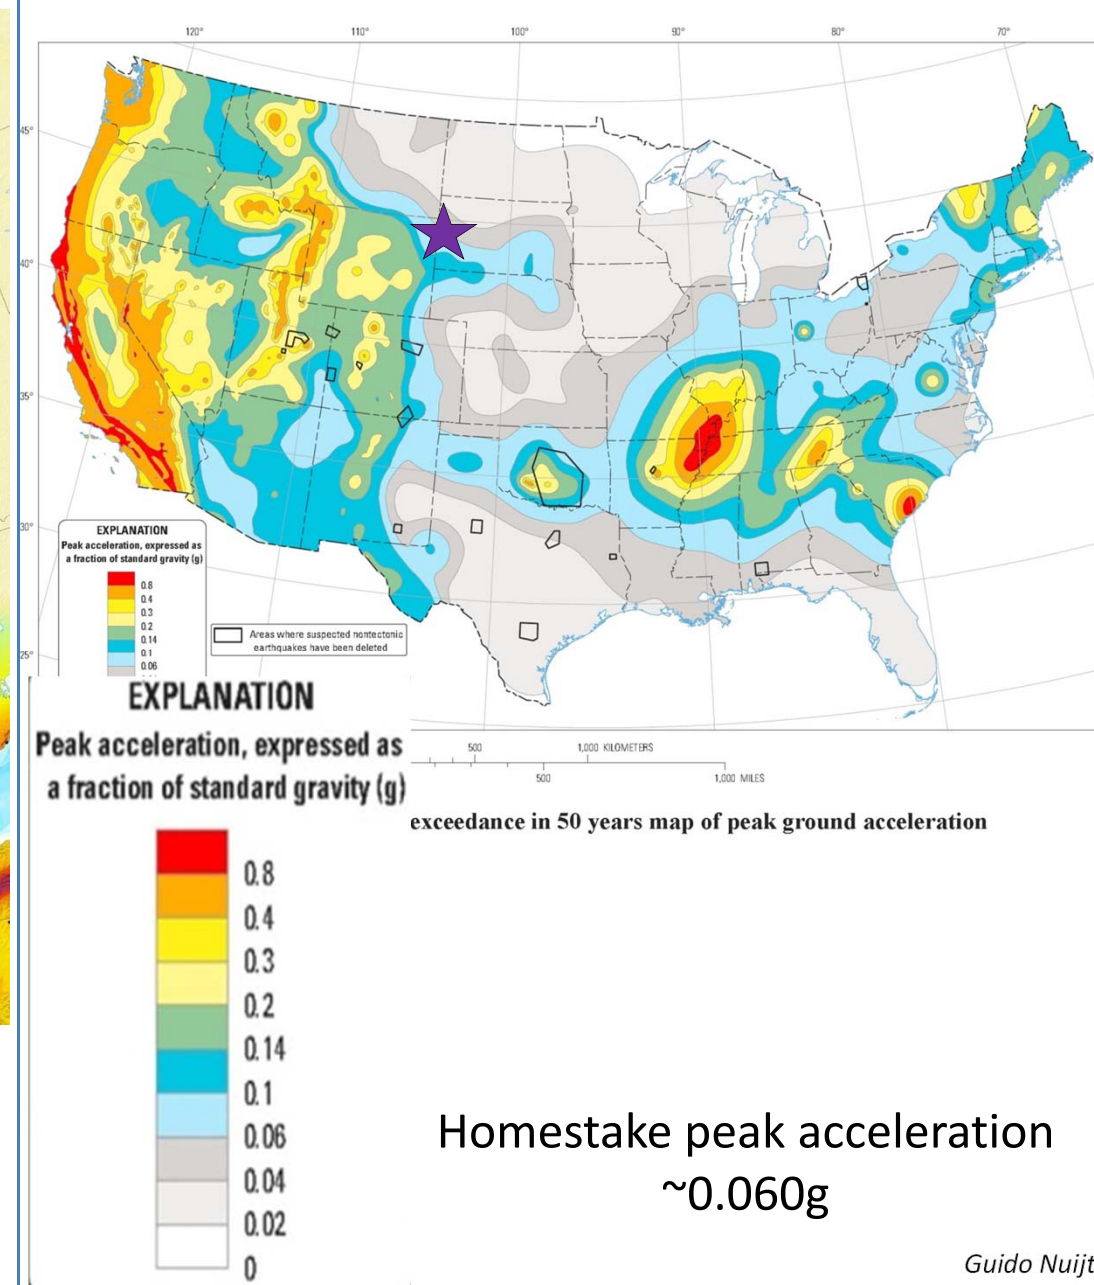 120°
110°
100°
90°
80°
70°
45°
40°
35°
30°
25°
EXPLANATION
Peak acceleration, expressed as
a fraction of standard gravity (g)
0.8
0.4
0.3
0.2
0.14
0.1
0.06
Areas where suspected nontectonic
earthquakes have been deleted
EXPLANATION
Peak acceleration, expressed as
a fraction of standard gravity (g)
0.8
0.4
0.3
0.2
0.14
0.1
0.06
0.04
0.02
0
500
1,000 KILOMETERS
500
1,000 MILES
exceedance in 50 years map of peak ground acceleration
Homestake peak acceleration
~0.060g
Guido Nuijt